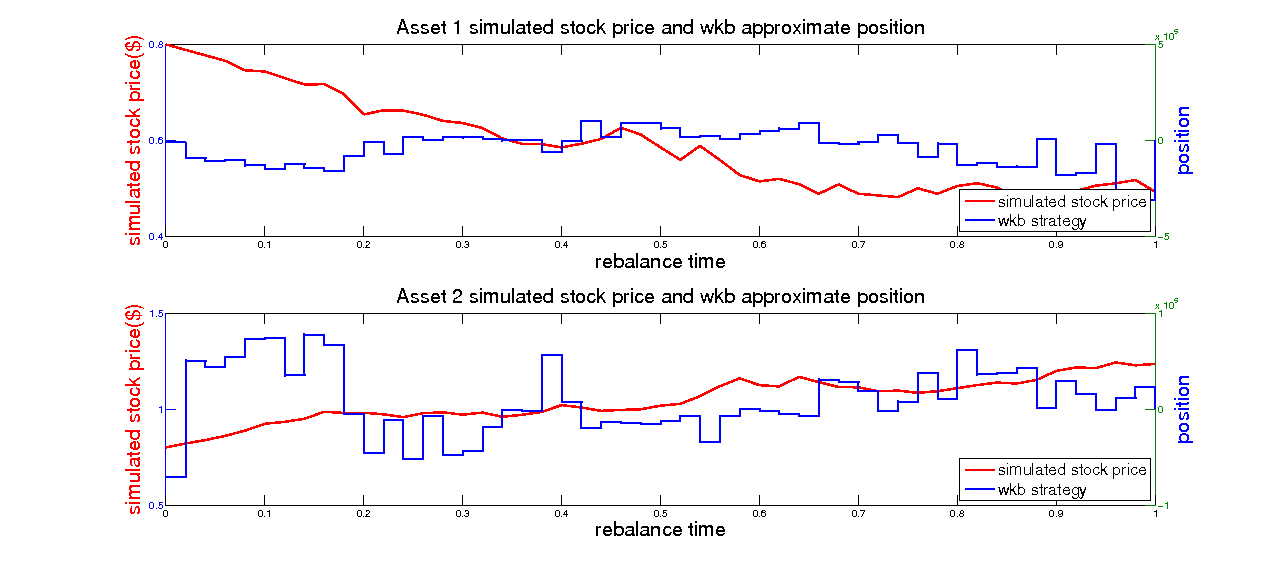 Asset 1 simulated stock price and wkb approximate position
simulated stock price($)
0.8
0.6
0.4
x 10
5
0
-5
position
simulated stock price
wkb strategy
0 0.1 0.2 0.3 0.4 0.5 0.6 0.7 0.8 0.9 1
rebalance time
Asset 2 simulated stock price and wkb approximate position
simulated stock price($)
1.5
1
0.5
x 10
1
0
-1
position
simulated stock price
wkb strategy
0 0.1 0.2 0.3 0.4 0.5 0.6 0.7 0.8 0.9 1
rebalance time